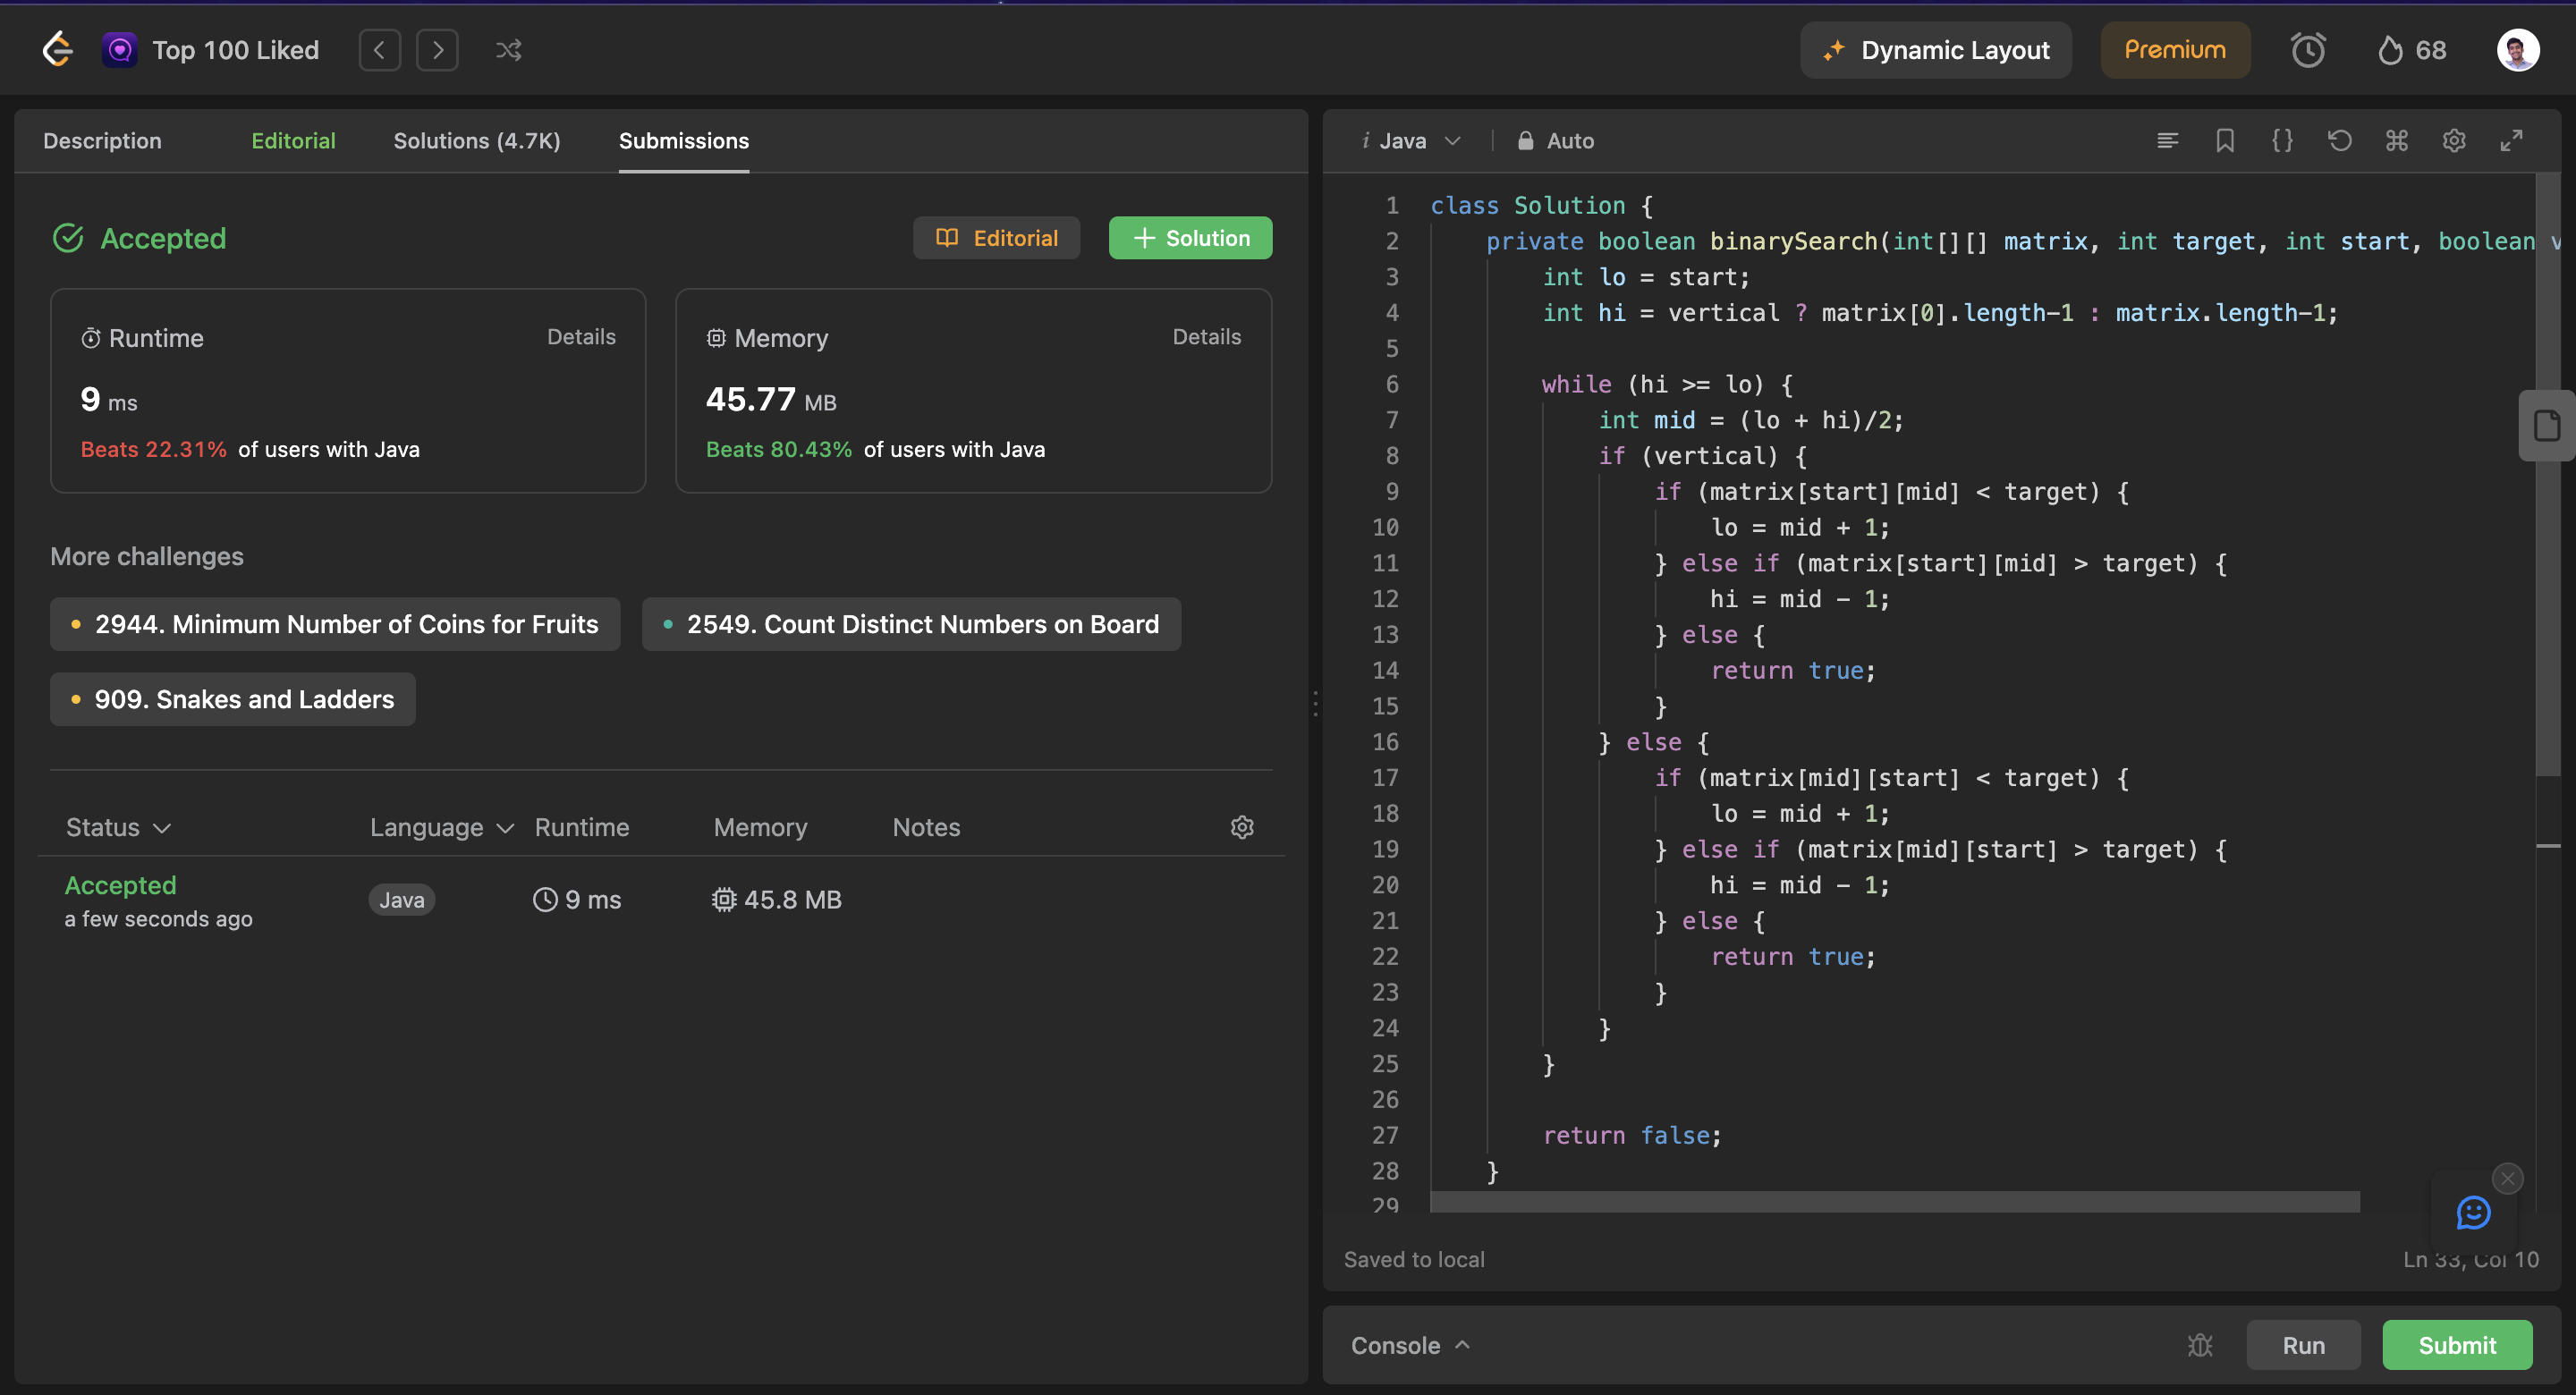 Top 100 Liked
Dynamic Layout
Premium
68
Description
Editorial
Solutions (4.7K)
Submissions
Accepted
Editorial
+ Solution
Runtime
Details
9 ms
Beats 22.31% of users with Java
Memory
Details
45.77 MB
Beats 80.43% of users with Java
More challenges
2944. Minimum Number of Coins for Fruits
2549. Count Distinct Numbers on Board
909. Snakes and Ladders
Status
Language
Runtime
Memory
Notes
Accepted
a few seconds ago
Java
9 ms
45.8 MB
i Java
Auto
1 class Solution {
2 private boolean binarySearch(int[][] matrix, int target, int start, boolean v
3 int lo = start;
4 int hi = vertical ? matrix[0].length-1 : matrix.length-1;
5
6 while (hi >= lo) {
7 int mid = (lo + hi)/2;
8 if (vertical) {
9 if (matrix[start][mid] < target) {
10 lo = mid + 1;
11 } else if (matrix[start][mid] > target) {
12 hi = mid - 1;
13 } else {
14 return true;
15 }
16 } else {
17 if (matrix[mid][start] < target) {
18 lo = mid + 1;
19 } else if (matrix[mid][start] > target) {
20 hi = mid - 1;
21 } else {
22 return true;
23 }
24 }
25 }
26
27 return false;
28 }
29
Saved to local
Ln 33, Col 10
Console
Run
Submit